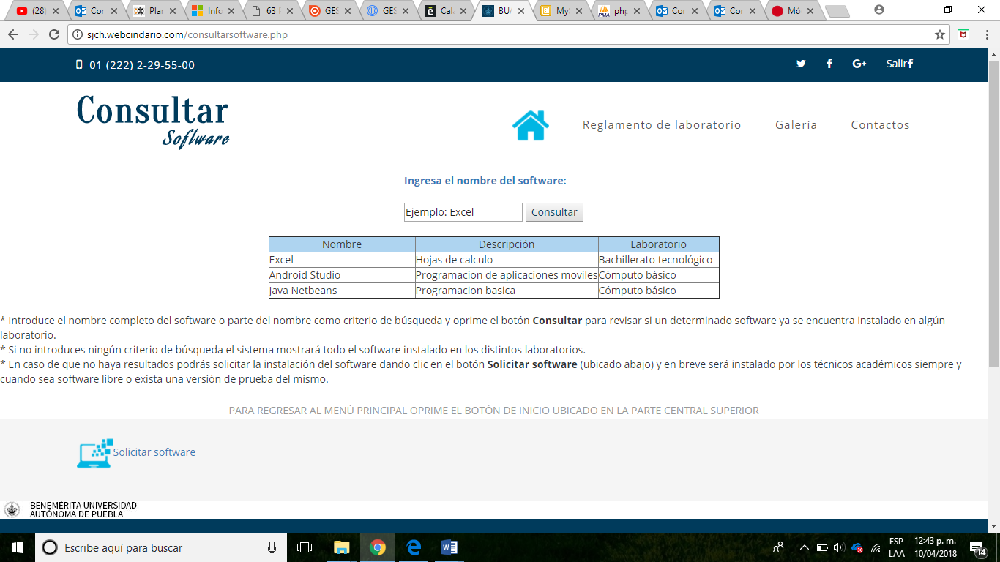 (28)
Cor
Plar
Info
63 F
GES
GES
Cala
BUA
MyS
php
Cor
Cor
Mó
sjch.webcindario.com/consultarsoftware.php
01 (222) 2-29-55-00
Salir
Consultar
Software
Reglamento de laboratorio Galería Contactos
Ingresa el nombre del software:
Ejemplo: Excel Consultar
Nombre Descripción Laboratorio
Excel Hojas de calculo Bachillerato tecnológico
Android Studio Programacion de aplicaciones moviles Cómputo básico
Java Netbeans Programacion basica Cómputo básico
* Introduce el nombre completo del software o parte del nombre como criterio de búsqueda y oprime el botón Consultar para revisar si un determinado software ya se encuentra instalado en algún
laboratorio.
* Si no introduces ningún criterio de búsqueda el sistema mostrará todo el software instalado en los distintos laboratorios.
* En caso de que no haya resultados podrás solicitar la instalación del software dando clic en el botón Solicitar software (ubicado abajo) y en breve será instalado por los técnicos académicos siempre y
cuando sea software libre o exista una versión de prueba del mismo.
PARA REGRESAR AL MENÚ PRINCIPAL OPRIME EL BOTÓN DE INICIO UBICADO EN LA PARTE CENTRAL SUPERIOR
Solicitar software
BENEMÉRITA UNIVERSIDAD
AUTÓNOMA DE PUEBLA
Escribe aquí para buscar
ESP 12:43 p. m.
LAA 10/04/2018
14